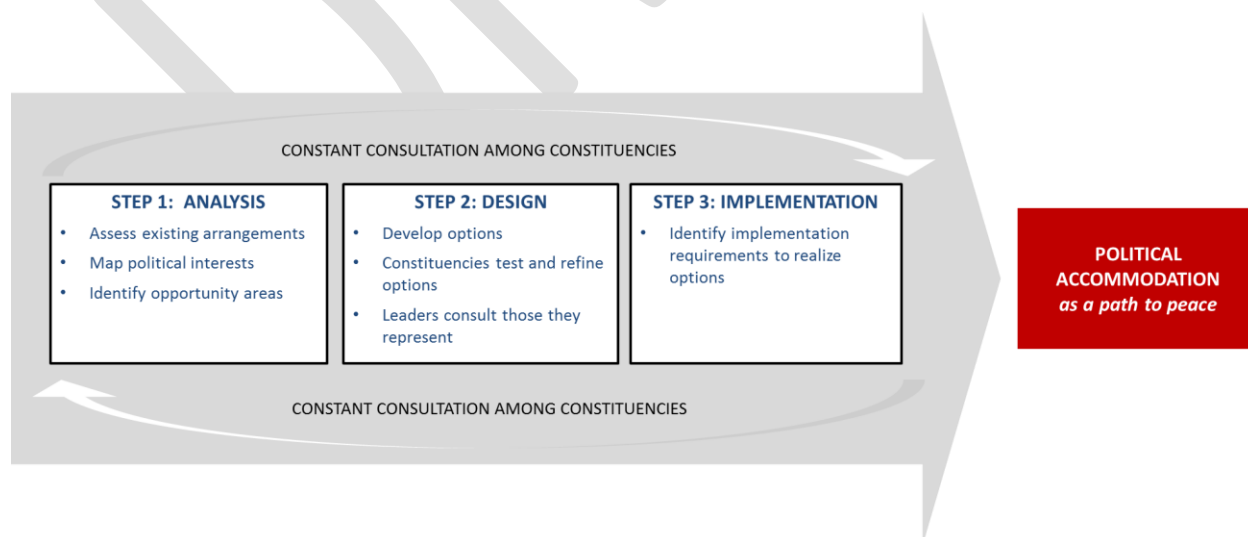 CONSTANT CONSULTATION AMONG CONSTITUENCIES
STEP 1: ANALYSIS
• Assess existing arrangements
• Map political interests
• Identify opportunity areas
STEP 2: DESIGN
• Develop options
• Constituencies test and refine
options
• Leaders consult those they
represent
STEP 3: IMPLEMENTATION
• Identify implementation
requirements to realize
options
CONSTANT CONSULTATION AMONG CONSTITUENCIES
POLITICAL
ACCOMMODATION
as a path to peace